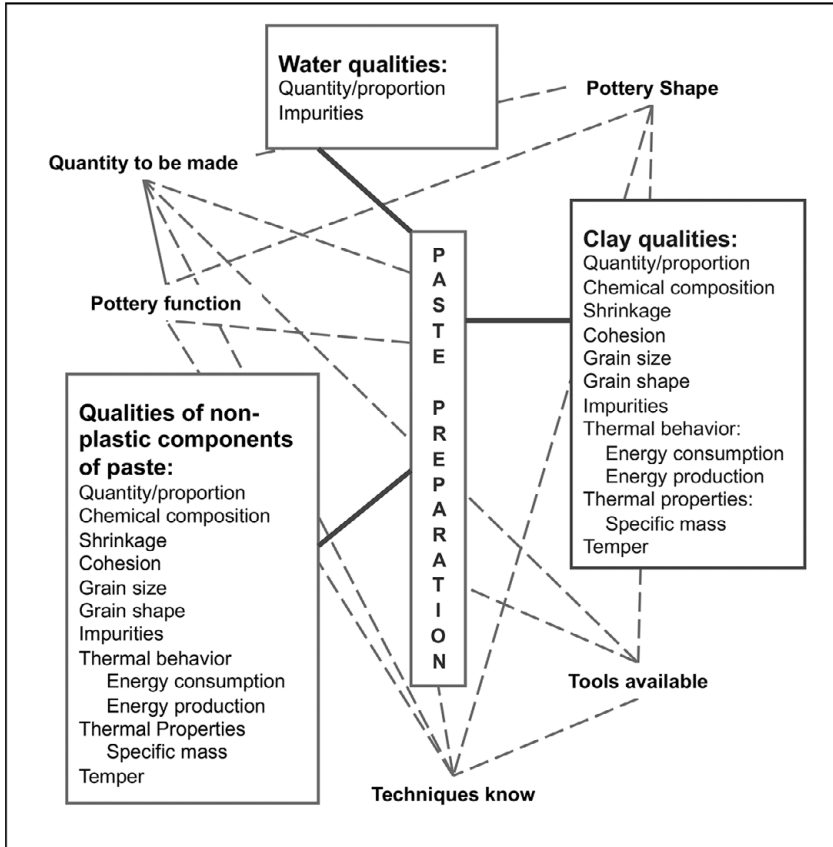 Water qualities:
Quantity/proportion
Impurities
Pottery Shape
Quantity to be made
Pottery function
PASTE PREPARATION
Clay qualities:
Quantity/proportion
Chemical composition
Shrinkage
Cohesion
Grain size
Grain shape
Impurities
Thermal behavior:
Energy consumption
Energy production
Thermal properties:
Specific mass
Temper
Qualities of non-
plastic components
of paste:
Quantity/proportion
Chemical composition
Shrinkage
Cohesion
Grain size
Grain shape
Impurities
Thermal behavior
Energy consumption
Energy production
Thermal Properties
Specific mass
Temper
Tools available
Techniques know